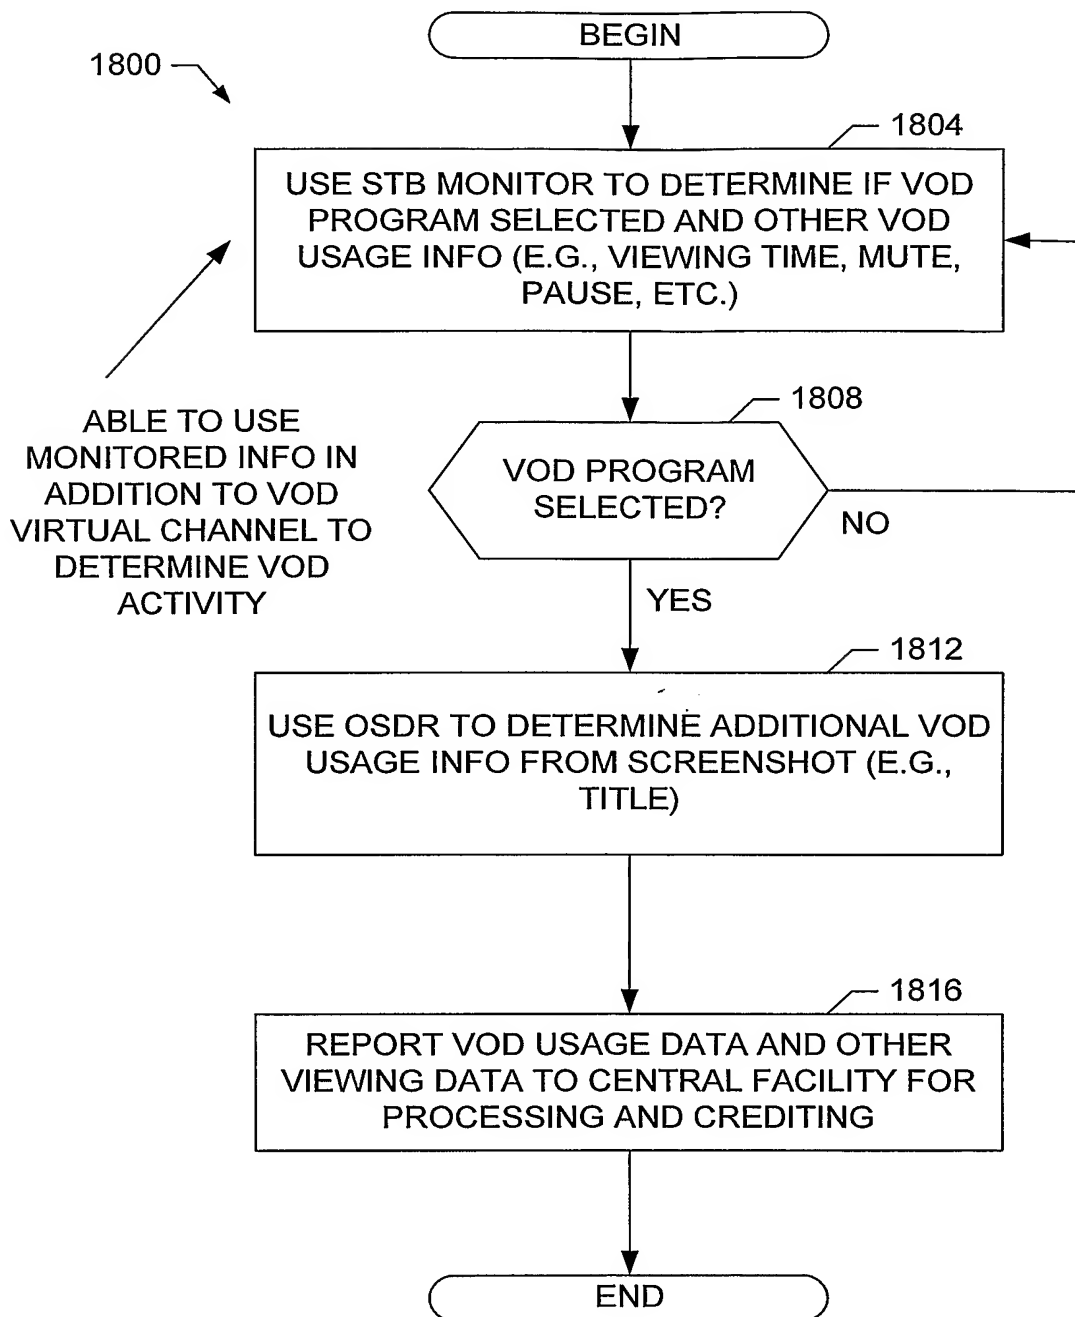 BEGIN
1800
1804
USE STB MONITOR TO DETERMINE IF VOD
PROGRAM SELECTED AND OTHER VOD
USAGE INFO (E.G., VIEWING TIME, MUTE,
PAUSE, ETC.)
ABLE TO USE
MONITORED INFO IN
ADDITION TO VOD
VIRTUAL CHANNEL TO
DETERMINE VOD
ACTIVITY
1808
VOD PROGRAM
SELECTED?
NO
YES
1812
USE OSDR TO DETERMINE ADDITIONAL VOD
USAGE INFO FROM SCREENSHOT (E.G.,
TITLE)
1816
REPORT VOD USAGE DATA AND OTHER
VIEWING DATA TO CENTRAL FACILITY FOR
PROCESSING AND CREDITING
END